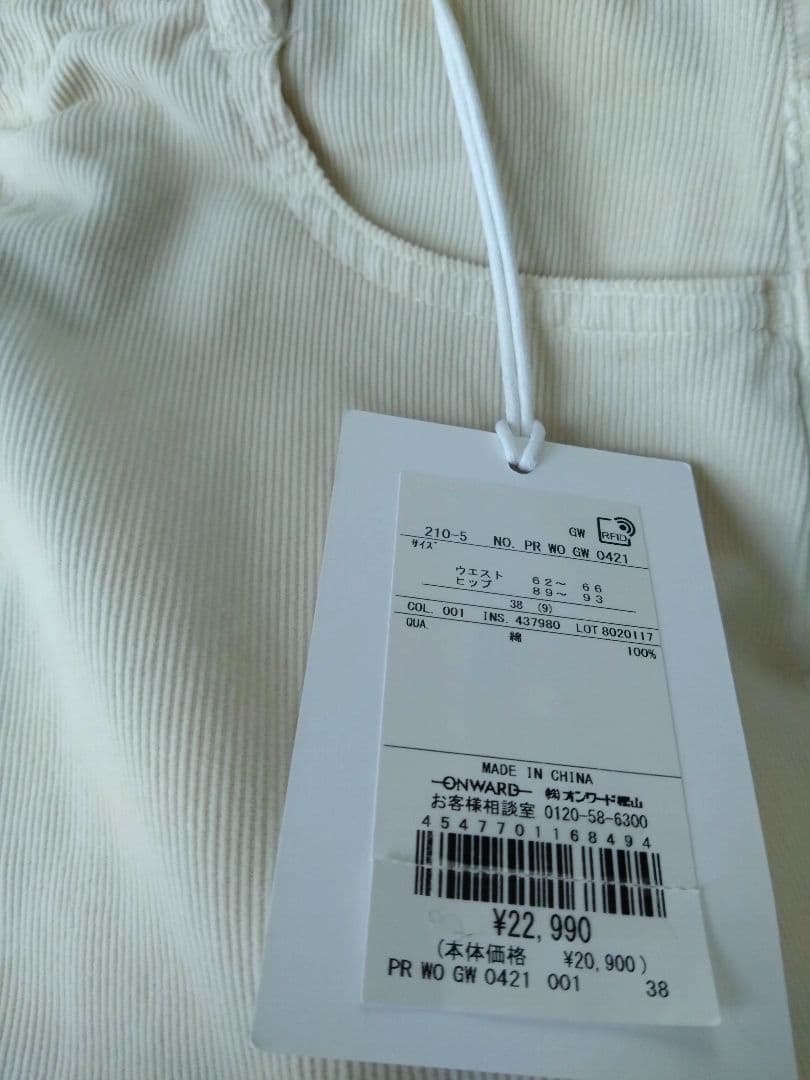 GW RFID
210-5 NO. PR WO GW 0421
サイズ
ウエスト 62～ 66
ヒップ 89～ 93
38 (9)
COL. 001 INS. 437980 LOT 8020117
QUA. 綿 100%
MADE IN CHINA
ONWARD ㈱オンワード樫山
お客様相談室 0120-58-6300
4547701168494
¥22,990
(本体価格 ¥20,900)
PR WO GW 0421 001 38